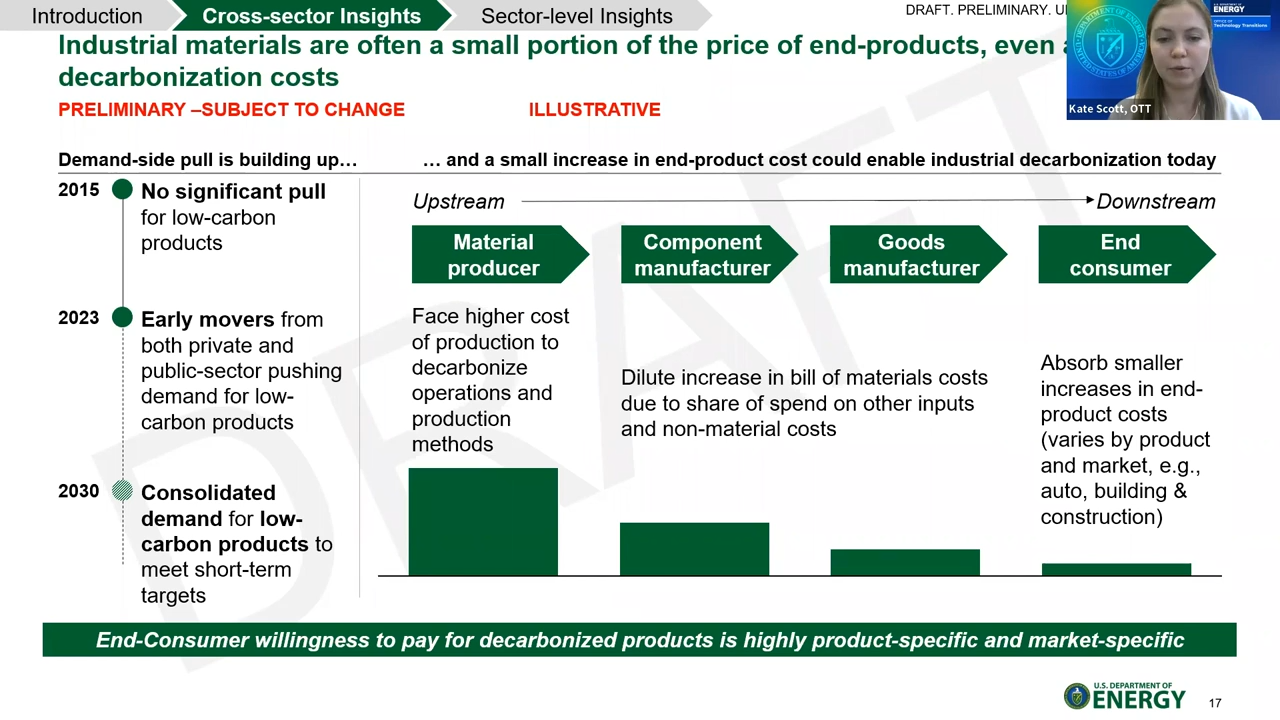 Introduction
Cross-sector Insights
Sector-level Insights
DRAFT. PRELIMINARY.
Industrial materials are often a small portion of the price of end-products, even
decarbonization costs
PRELIMINARY –SUBJECT TO CHANGE
ILLUSTRATIVE
U.S. DEPARTMENT OF
ENERGY
OFFICE OF
Technology Transitions
Kate Scott, OTT
Demand-side pull is building up…
… and a small increase in end-product cost could enable industrial decarbonization today
2015
No significant pull
for low-carbon
products
2023
Early movers from
both private and
public-sector pushing
demand for low-
carbon products
2030
Consolidated
demand for low-
carbon products to
meet short-term
targets
Upstream
Downstream
Material
producer
Component
manufacturer
Goods
manufacturer
End
consumer
Face higher cost
of production to
decarbonize
operations and
production
methods
Dilute increase in bill of materials costs
due to share of spend on other inputs
and non-material costs
Absorb smaller
increases in end-
product costs
(varies by product
and market, e.g.,
auto, building &
construction)
DRAFT
End-Consumer willingness to pay for decarbonized products is highly product-specific and market-specific
U.S. DEPARTMENT OF
ENERGY
17